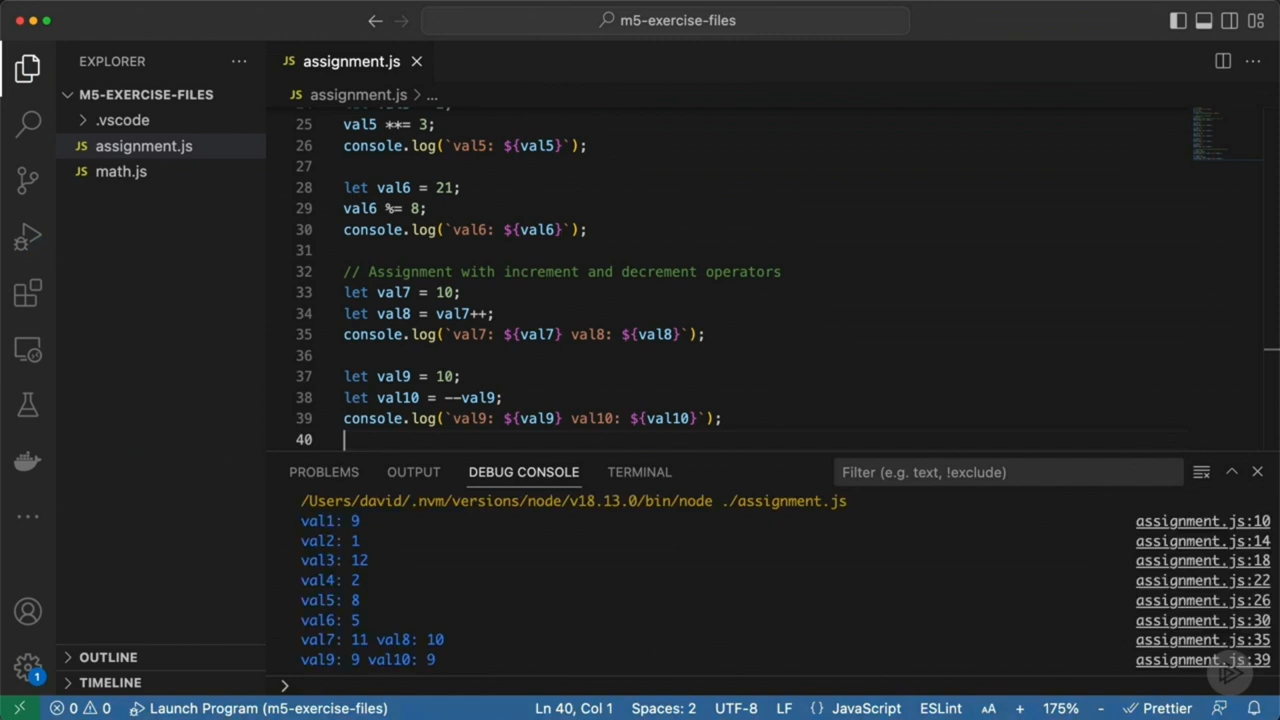 m5-exercise-files
EXPLORER
M5-EXERCISE-FILES
.vscode
JS assignment.js
JS math.js
OUTLINE
TIMELINE
JS assignment.js
JS assignment.js > ...
25 val5 **= 3;
26 console.log(`val5: ${val5}`);
27
28 let val6 = 21;
29 val6 %= 8;
30 console.log(`val6: ${val6}`);
31
32 // Assignment with increment and decrement operators
33 let val7 = 10;
34 let val8 = val7++;
35 console.log(`val7: ${val7} val8: ${val8}`);
36
37 let val9 = 10;
38 let val10 = --val9;
39 console.log(`val9: ${val9} val10: ${val10}`);
40
PROBLEMS OUTPUT DEBUG CONSOLE TERMINAL Filter (e.g. text, !exclude)
/Users/david/.nvm/versions/node/v18.13.0/bin/node ./assignment.js
val1: 9 assignment.js:10
val2: 1 assignment.js:14
val3: 12 assignment.js:18
val4: 2 assignment.js:22
val5: 8 assignment.js:26
val6: 5 assignment.js:30
val7: 11 val8: 10 assignment.js:35
val9: 9 val10: 9 assignment.js:39
>
1
0 0 Launch Program (m5-exercise-files) Ln 40, Col 1 Spaces: 2 UTF-8 LF {} JavaScript ESLint AA + 175% - Prettier